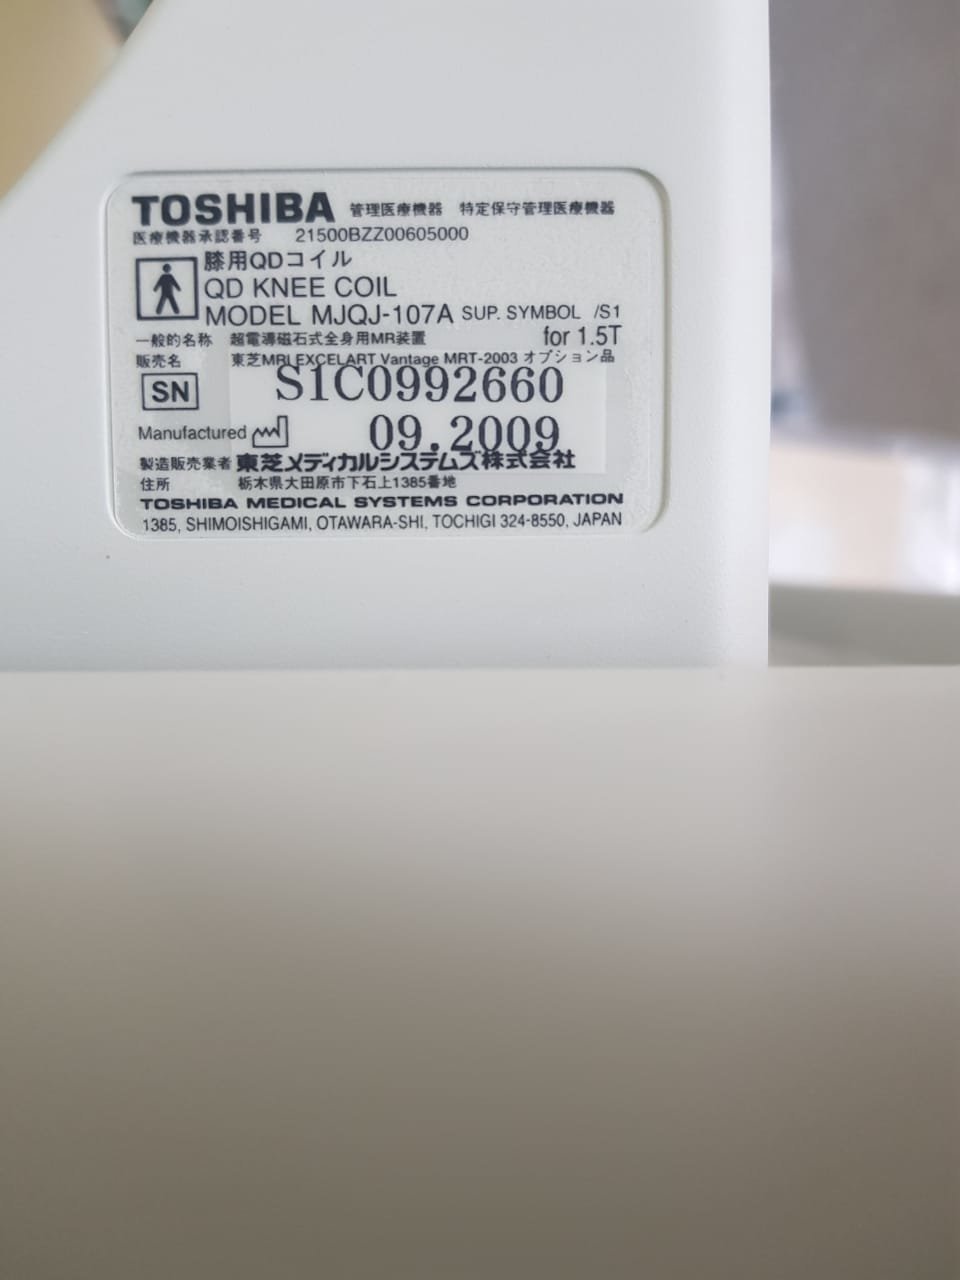 TOSHIBA 管理医療機器 特定保守管理医療機器
医療機器承認番号 21500BZZ00605000
膝用QDコイル
QD KNEE COIL
MODEL MJQJ-107A SUP. SYMBOL /S1
for 1.5T
一般的名称 超電導磁石式全身用MR装置
販売名 東芝MRI EXCELART Vantage MRT-2003 オプション品
SN S1C0992660
Manufactured 09.2009
製造販売業者 東芝メディカルシステムズ株式会社
住所 栃木県大田原市下石上1385番地
TOSHIBA MEDICAL SYSTEMS CORPORATION
1385, SHIMOISHIGAMI, OTAWARA-SHI, TOCHIGI 324-8550, JAPAN